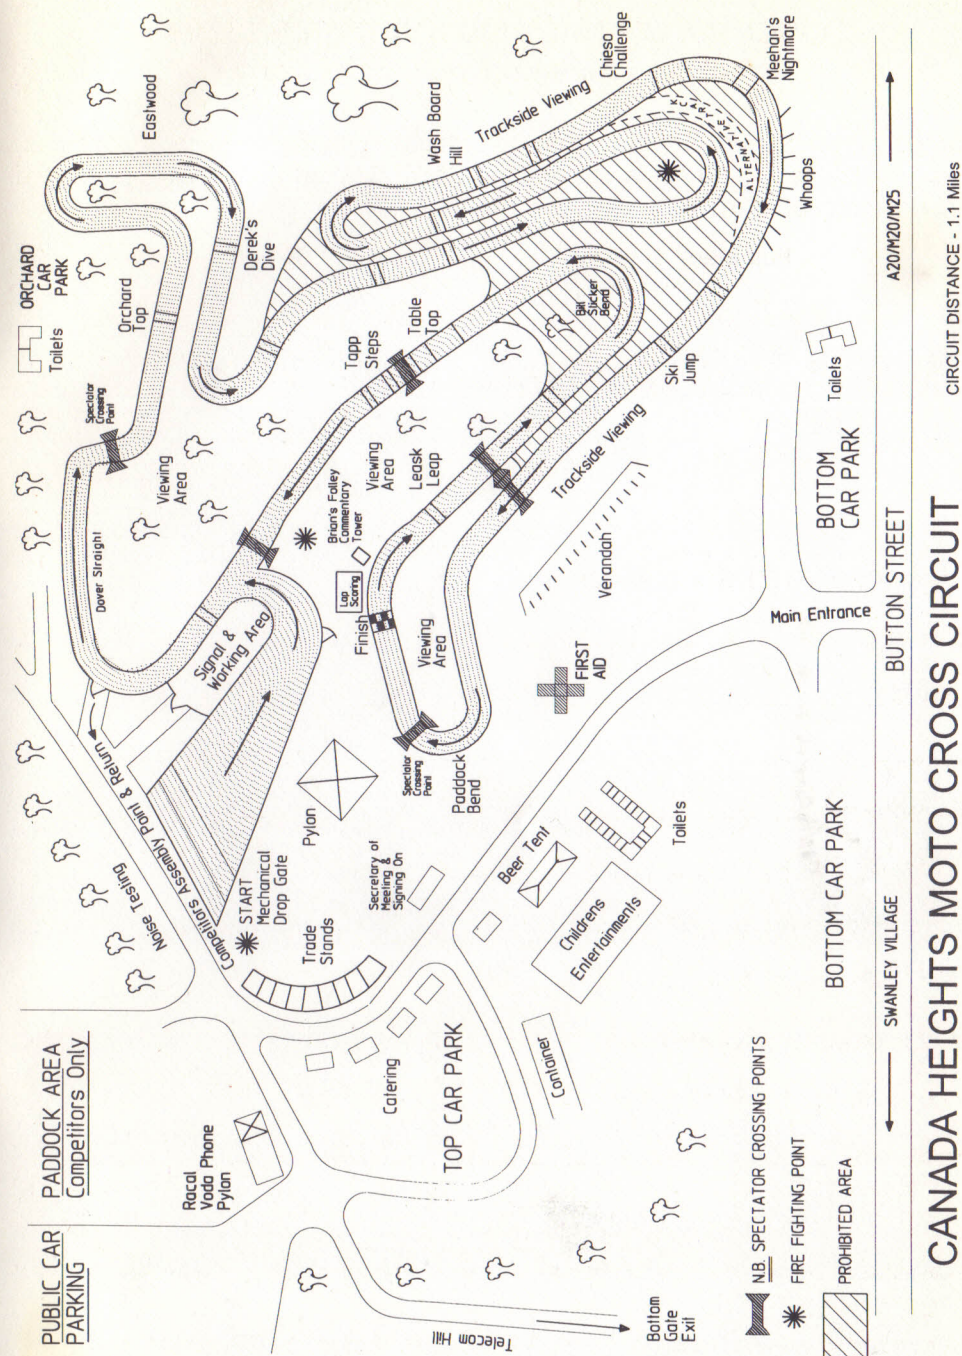 PUBLIC CAR
PARKING
PADDOCK AREA
Competitors Only
Noise Testing
Competitors Assembly Point & Return
Dover Straight
Toilets
ORCHARD
CAR
PARK
Eastwood
Orchard
Top
Spectator
Crossing
Point
Viewing
Area
Derek's
Dive
Racal
Voda Phone
Pylon
START
Mechanical
Drop Gate
Trade
Stands
Signal &
Working Area
Pylon
Brian's Folley
Commentary
Tower
Lap
Scoring
Finish
Tapp
Steps
Table
Top
Viewing
Area
Leask
Leap
Wash Board
Hill
Trackside Viewing
Chieso
Challenge
Meehan's
Nightmare
ALTERNATIVE
CART
K
Whoops
Bill
Slicker
Bend
Ski
Jump
Trackside Viewing
Verandah
Viewing
Area
Spectator
Crossing
Point
Paddock
Bend
Secretary of
Meeting &
Signing On
FIRST
AID
Catering
TOP CAR PARK
Container
Beer Tent
Childrens
Entertainments
Toilets
Telecom Hill
Bottom
Gate
Exit
Main Entrance
BOTTOM
CAR PARK
Toilets
BOTTOM CAR PARK
N.B. SPECTATOR CROSSING POINTS
FIRE FIGHTING POINT
PROHIBITED AREA
SWANLEY VILLAGE
BUTTON STREET
A20/M20/M25
CANADA HEIGHTS MOTO CROSS CIRCUIT
CIRCUIT DISTANCE - 1.1 Miles